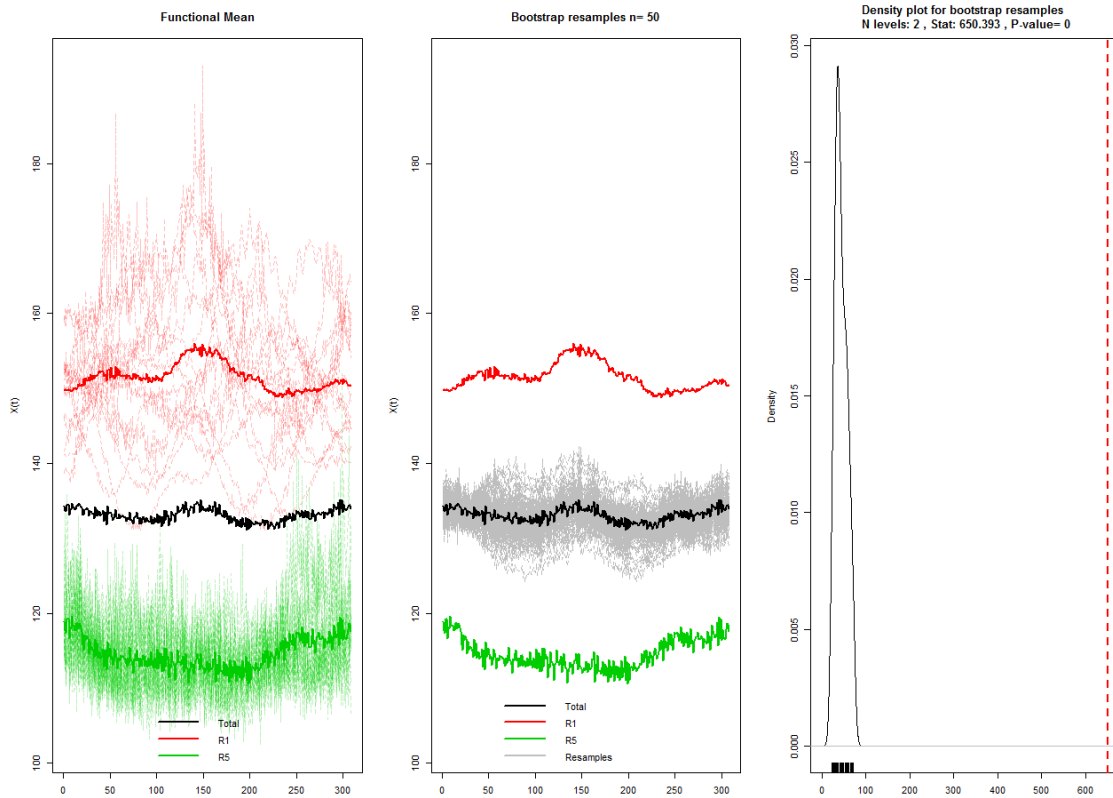 Functional Mean
X(t)
180
160
140
120
100
0 50 100 150 200 250 300
Total
R1
R5
Bootstrap resamples n= 50
X(t)
180
160
140
120
100
0 50 100 150 200 250 300
Total
R1
R5
Resamples
Density plot for bootstrap resamples
N levels: 2 , Stat: 650.393 , P-value= 0
Density
0.030
0.025
0.020
0.015
0.010
0.005
0.000
0 100 200 300 400 500 600